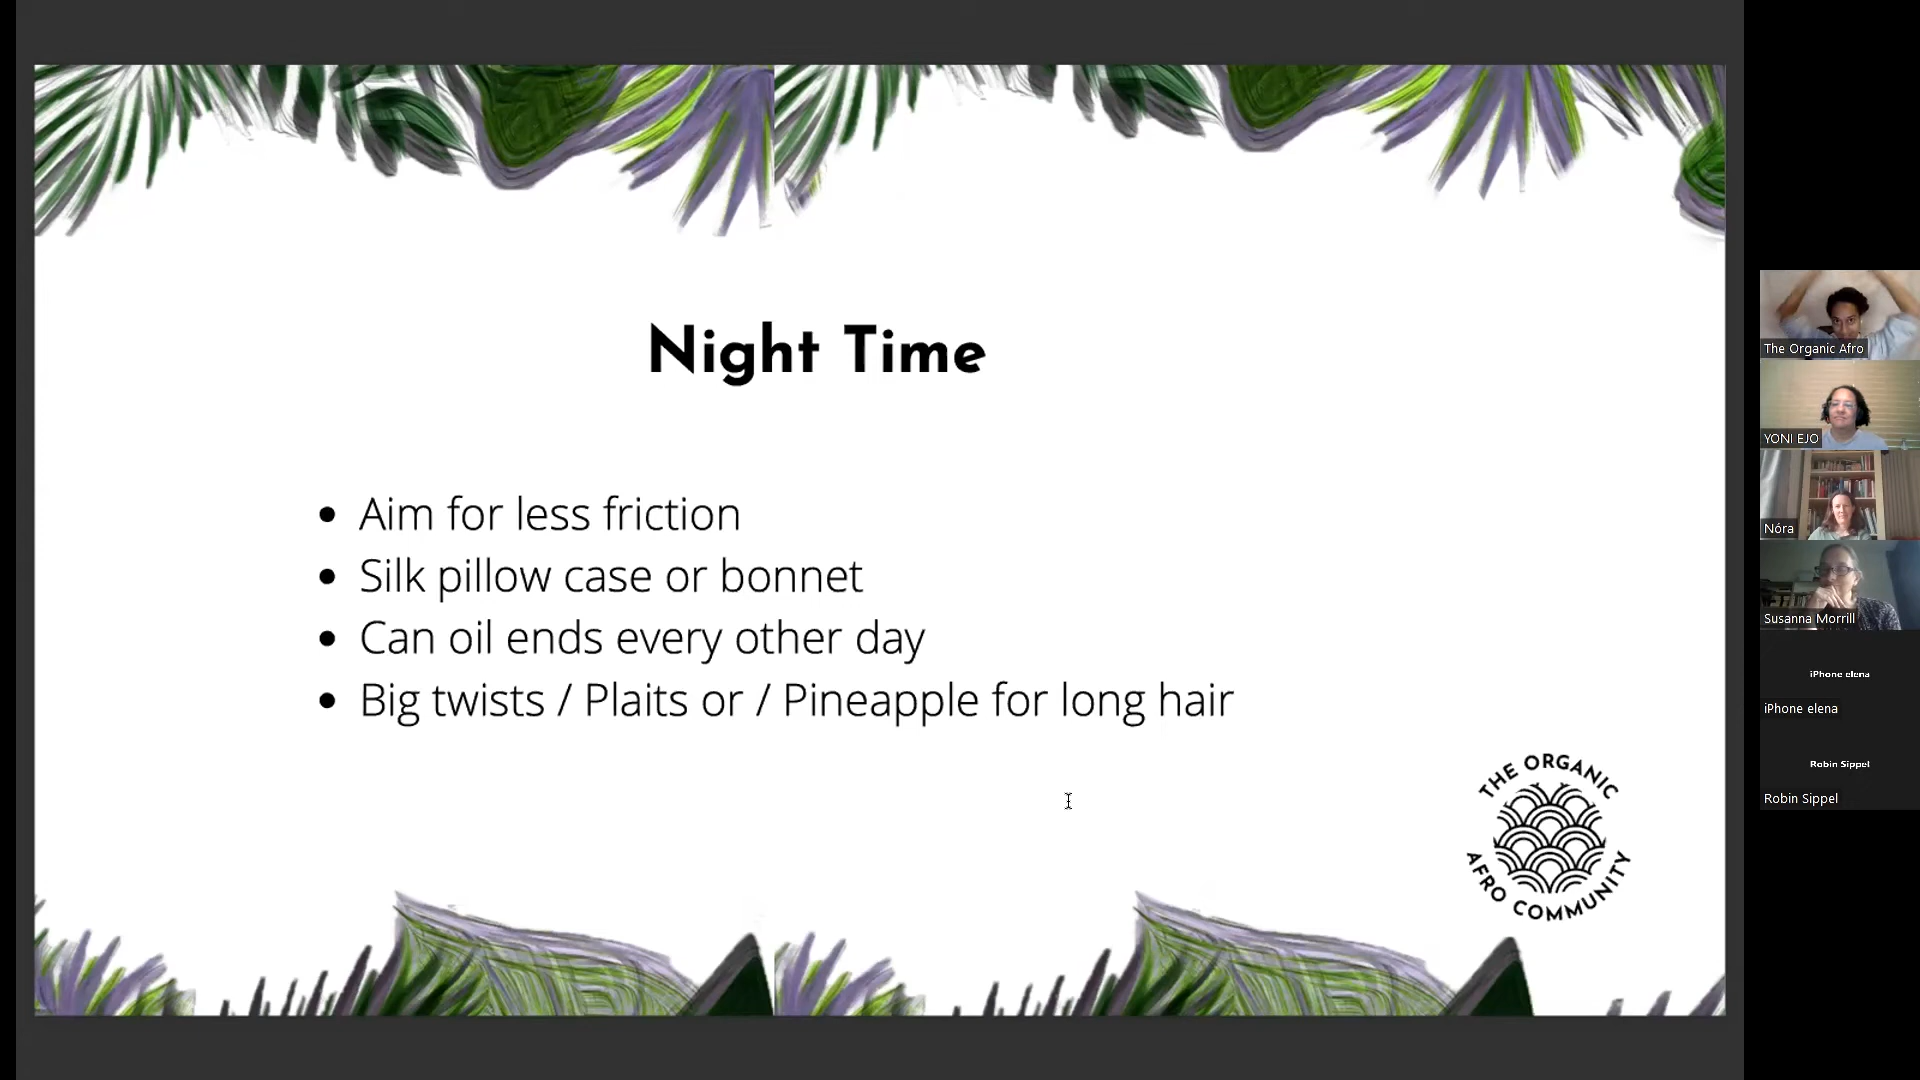 Night Time
Aim for less friction
Silk pillow case or bonnet
Can oil ends every other day
Big twists / Plaits or / Pineapple for long hair
THE ORGANIC
AFRO COMMUNITY
The Organic Afro
YONI EJO
Nóra
Susanna Morrill
iPhone elena
iPhone elena
Robin Sippel
Robin Sippel